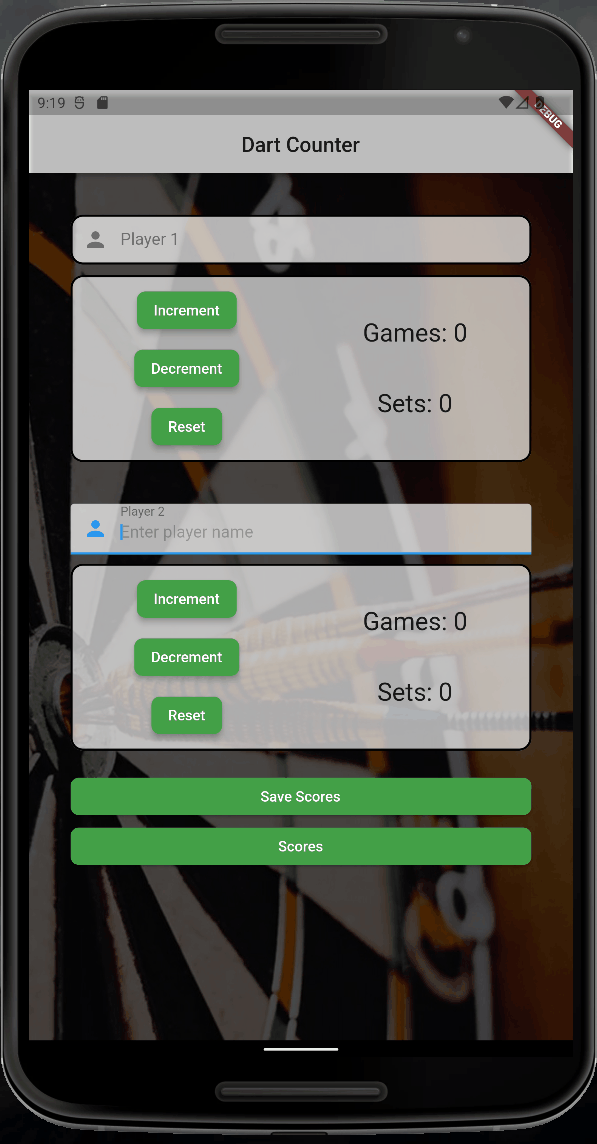 9:19
DEBUG
Dart Counter
Player 1
Increment
Games: 0
Decrement
Sets: 0
Reset
Player 2
Enter player name
Increment
Games: 0
Decrement
Sets: 0
Reset
Save Scores
Scores